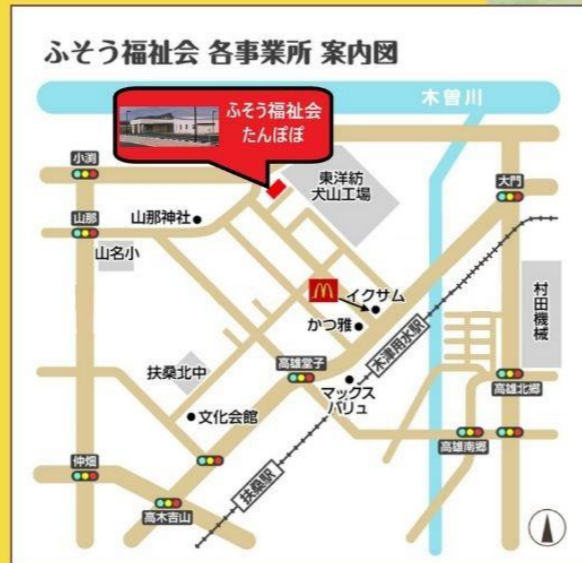 ふそう福祉会 各事業所 案内図
木曽川
ふそう福祉会
たんぽぽ
小渕
東洋紡
犬山工場
大門
山那
山那神社
山名小
イクサム
かつ雅
村田機械
木津用水駅
扶桑北中
高雄堂子
マックス
バリュ
高雄北郷
文化会館
高雄南郷
仲畑
扶桑駅
高木吉山